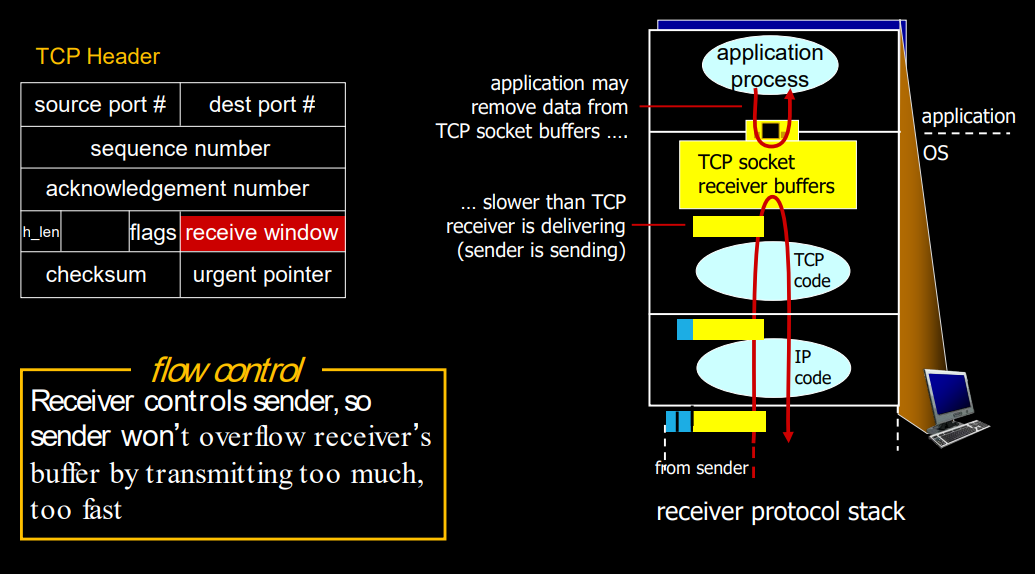 TCP Header
source port #
dest port #
sequence number
acknowledgement number
h_len
flags
receive window
checksum
urgent pointer
flow control
Receiver controls sender, so
sender won’t overflow receiver’s
buffer by transmitting too much,
too fast
application may
remove data from
TCP socket buffers ….
… slower than TCP
receiver is delivering
(sender is sending)
application
process
TCP socket
receiver buffers
TCP
code
IP
code
from sender
receiver protocol stack
application
OS